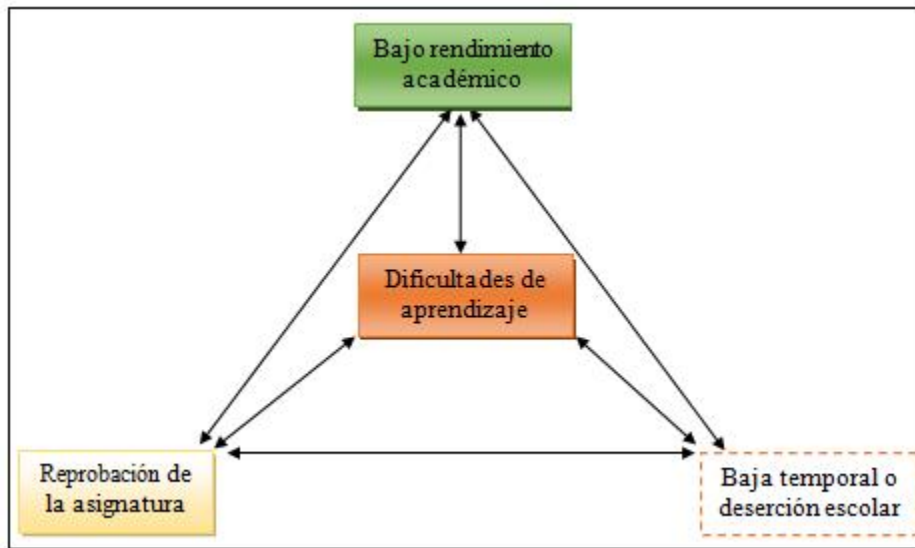 Bajo rendimiento
académico
Dificultades de
aprendizaje
Reprobación de
la asignatura
Baja temporal o
deserción escolar